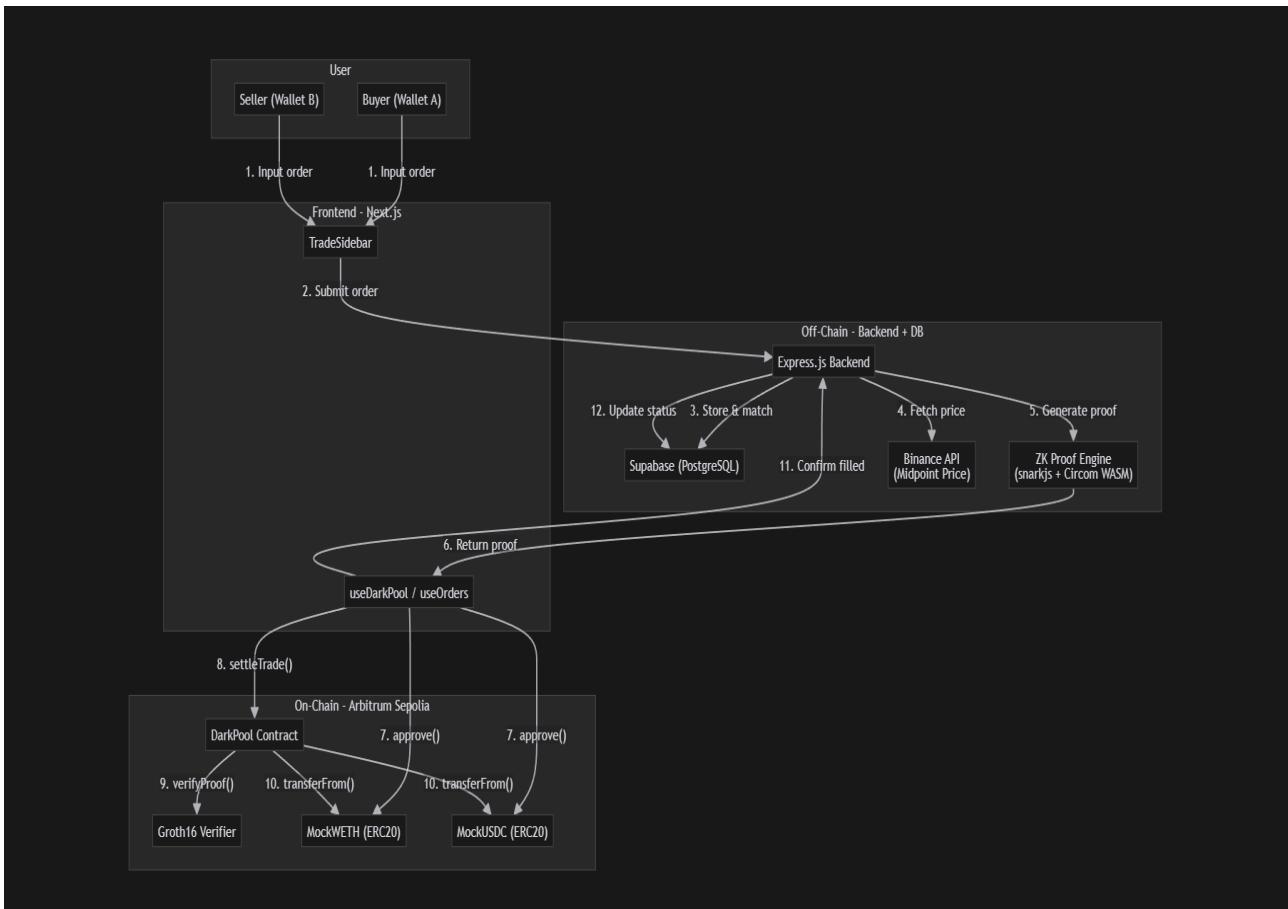 User
Seller (Wallet B)
Buyer (Wallet A)
1. Input order
1. Input order
Frontend - Next.js
TradeSidebar
2. Submit order
Off-Chain - Backend + DB
Express.js Backend
12. Update status
3. Store & match
4. Fetch price
5. Generate proof
Supabase (PostgreSQL)
11. Confirm filled
Binance API
(Midpoint Price)
ZK Proof Engine
(snarkjs + Circom WASM)
6. Return proof
useDarkPool / useOrders
8. settleTrade()
On-Chain - Arbitrum Sepolia
DarkPool Contract
7. approve()
7. approve()
9. verifyProof()
10. transferFrom()
10. transferFrom()
Groth16 Verifier
MockWETH (ERC20)
MockUSDC (ERC20)